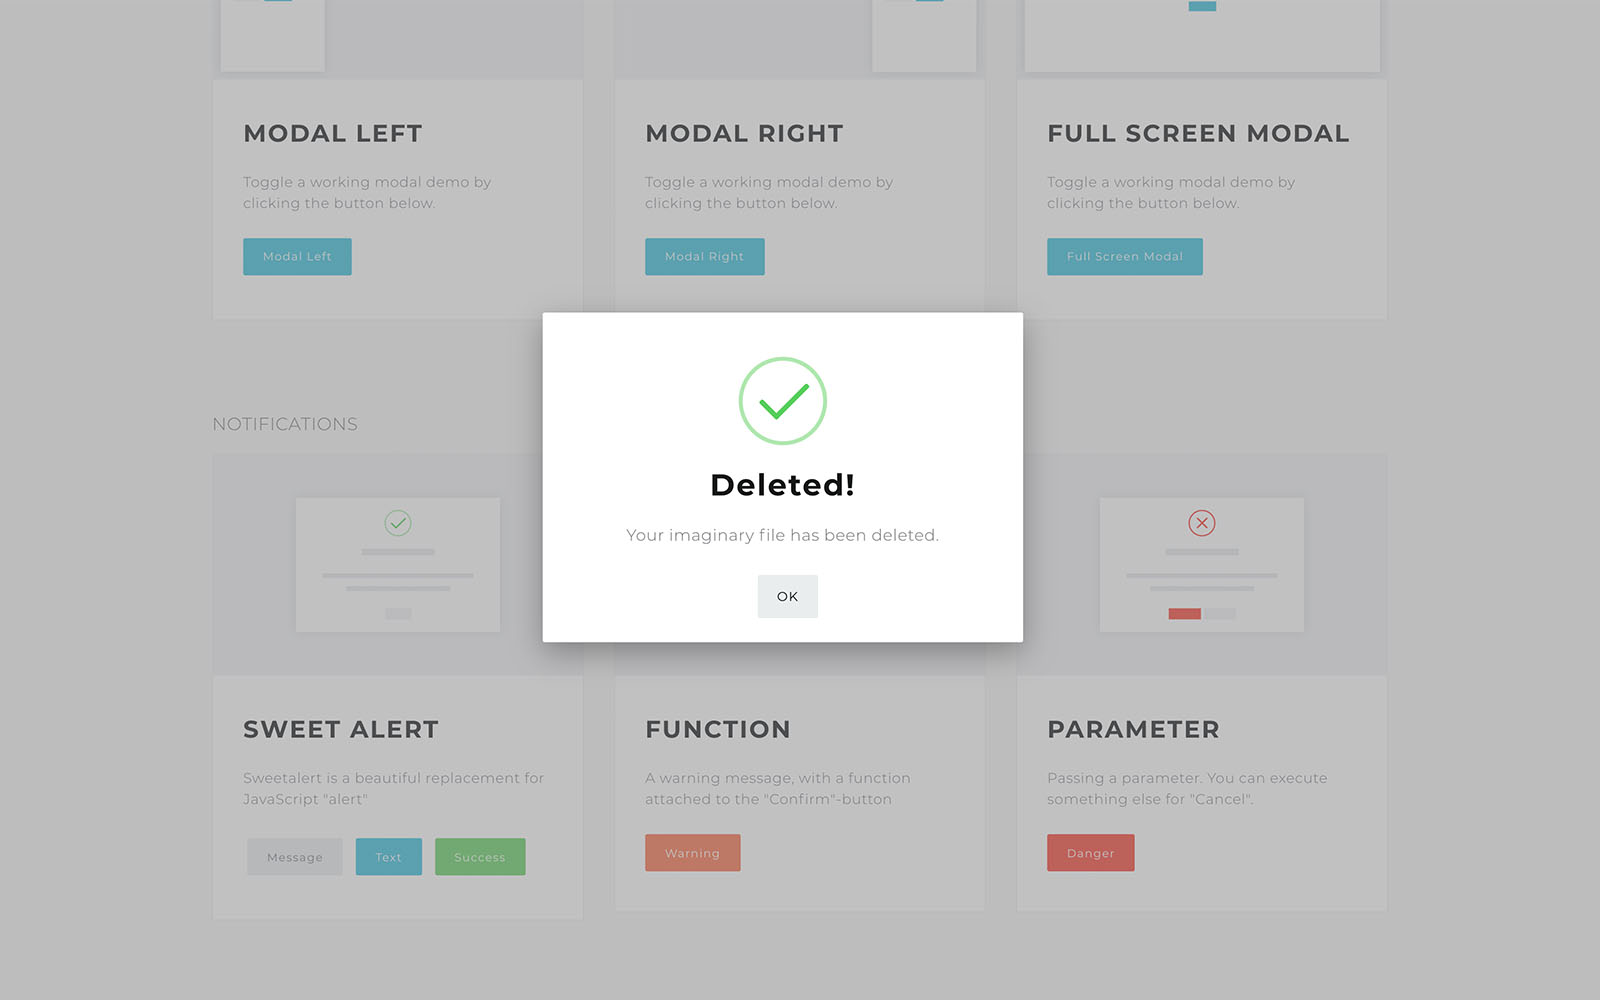 MODAL LEFT
Toggle a working modal demo by
clicking the button below.
Modal Left
MODAL RIGHT
Toggle a working modal demo by
clicking the button below.
Modal Right
FULL SCREEN MODAL
Toggle a working modal demo by
clicking the button below.
Full Screen Modal
Deleted!
Your imaginary file has been deleted.
OK
NOTIFICATIONS
SWEET ALERT
Sweetalert is a beautiful replacement for
JavaScript "alert"
Message
Text
Success
FUNCTION
A warning message, with a function
attached to the "Confirm"-button
Warning
PARAMETER
Passing a parameter. You can execute
something else for "Cancel".
Danger